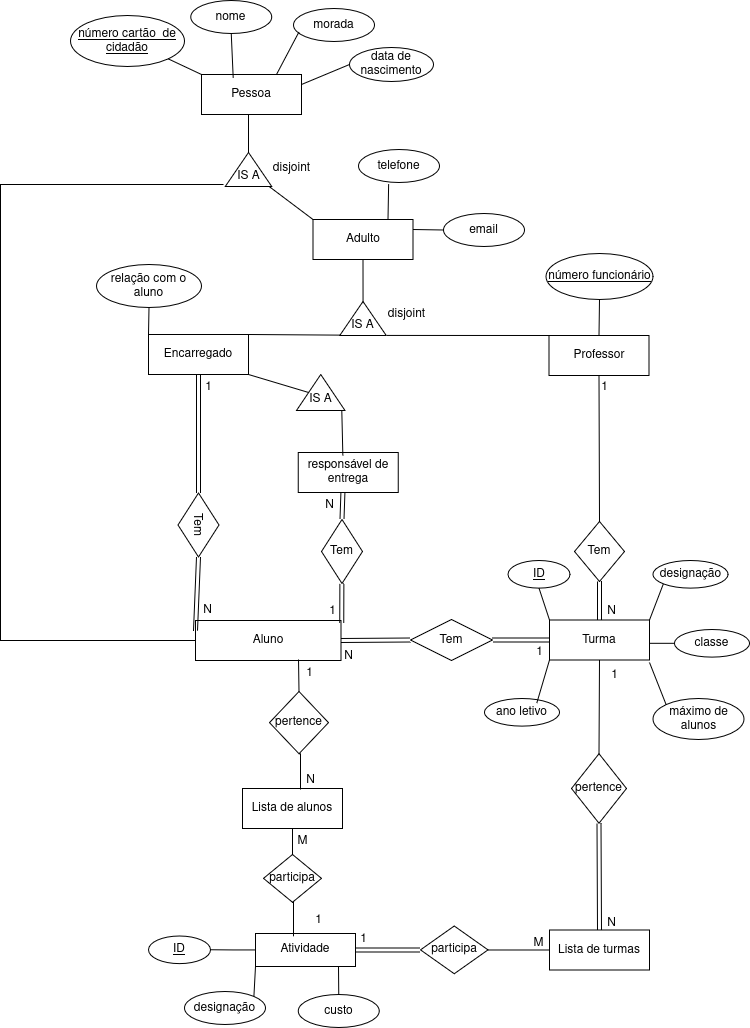 nome
morada
número cartão de
cidadão
data de
nascimento
Pessoa
IS A
disjoint
telefone
Adulto
email
relação com o
aluno
número funcionário
IS A
disjoint
Encarregado
Professor
1
IS A
1
responsável de
entrega
N
Tem
Tem
Tem
ID
designação
N
1
N
Aluno
Tem
Turma
classe
N
1
1
1
ano letivo
máximo de
alunos
pertence
N
pertence
Lista de alunos
M
participa
1
N
1
M
ID
Atividade
participa
Lista de turmas
designação
custo